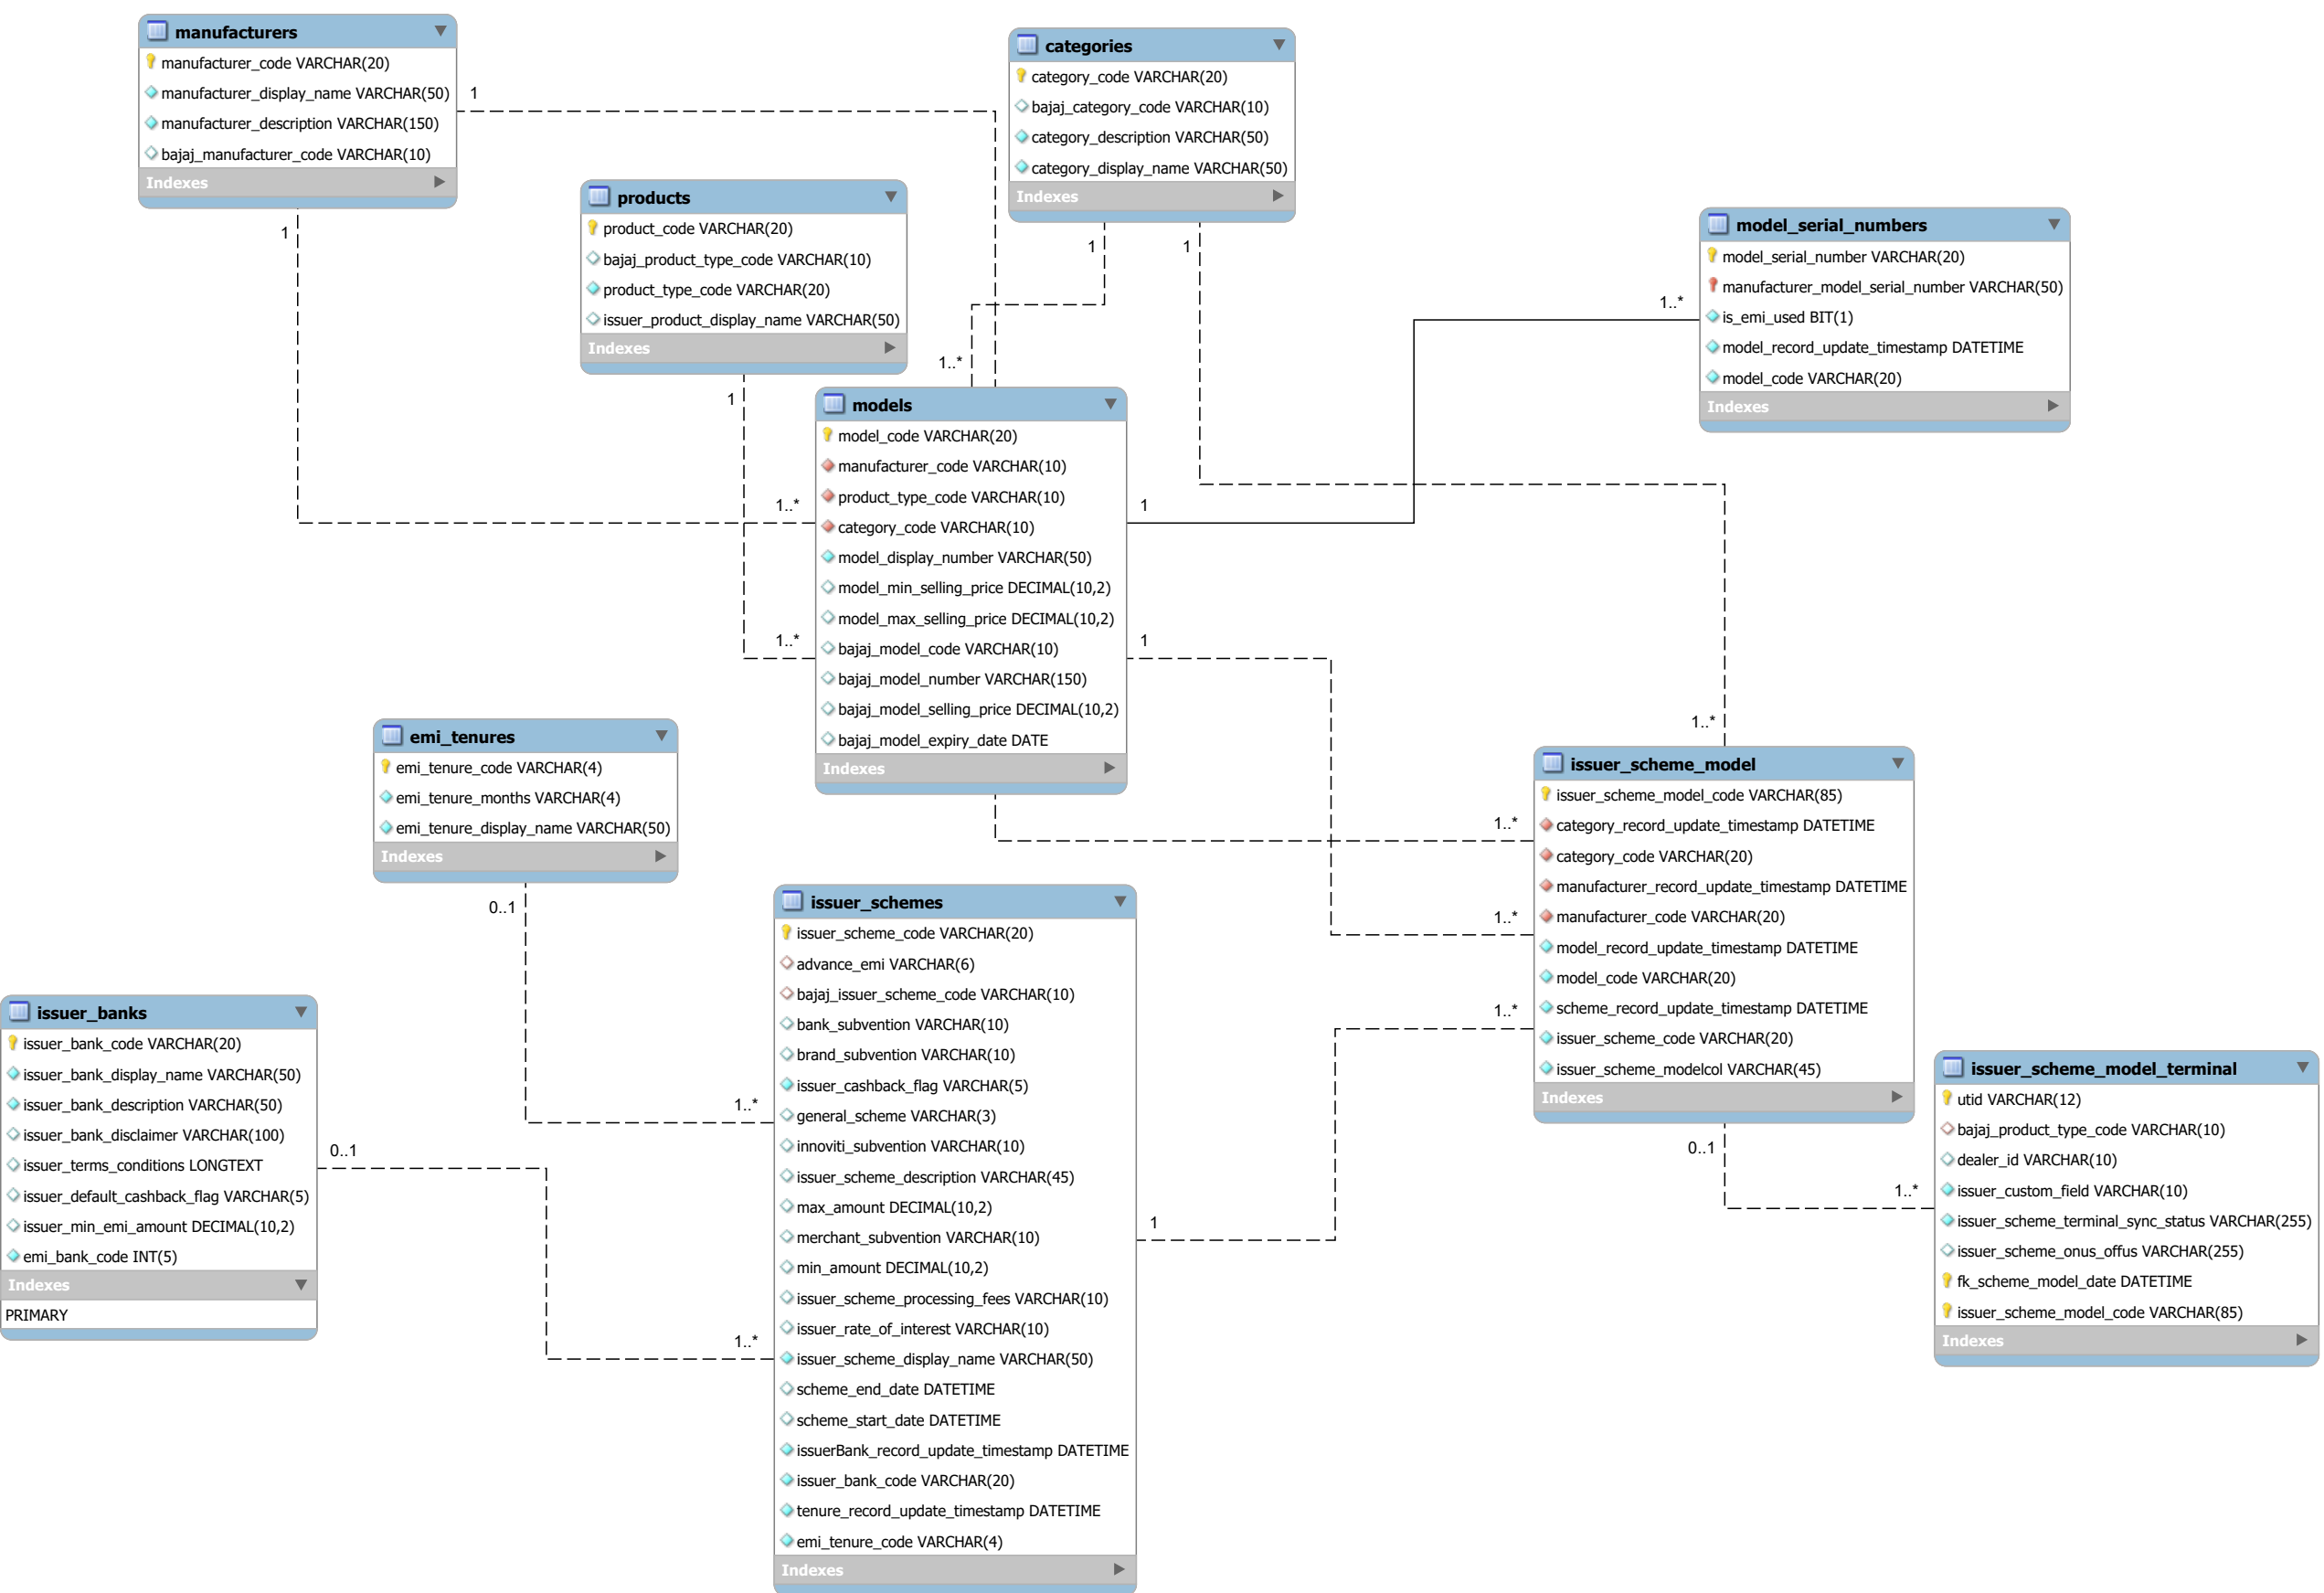 manufacturers
manufacturer_code VARCHAR(20)
manufacturer_display_name VARCHAR(50)
manufacturer_description VARCHAR(150)
bajaj_manufacturer_code VARCHAR(10)
Indexes
1
1
categories
category_code VARCHAR(20)
bajaj_category_code VARCHAR(10)
category_description VARCHAR(50)
category_display_name VARCHAR(50)
Indexes
1
1
products
product_code VARCHAR(20)
bajaj_product_type_code VARCHAR(10)
product_type_code VARCHAR(20)
issuer_product_display_name VARCHAR(50)
Indexes
1
model_serial_numbers
model_serial_number VARCHAR(20)
manufacturer_model_serial_number VARCHAR(50)
is_emi_used BIT(1)
model_record_update_timestamp DATETIME
model_code VARCHAR(20)
Indexes
1..*
1..*
models
model_code VARCHAR(20)
manufacturer_code VARCHAR(10)
product_type_code VARCHAR(10)
category_code VARCHAR(10)
model_display_number VARCHAR(50)
model_min_selling_price DECIMAL(10,2)
model_max_selling_price DECIMAL(10,2)
bajaj_model_code VARCHAR(10)
bajaj_model_number VARCHAR(150)
bajaj_model_selling_price DECIMAL(10,2)
bajaj_model_expiry_date DATE
Indexes
1..*
1
1..*
1
emi_tenures
emi_tenure_code VARCHAR(4)
emi_tenure_months VARCHAR(4)
emi_tenure_display_name VARCHAR(50)
Indexes
0..1
1..*
issuer_scheme_model
issuer_scheme_model_code VARCHAR(85)
category_record_update_timestamp DATETIME
category_code VARCHAR(20)
manufacturer_record_update_timestamp DATETIME
manufacturer_code VARCHAR(20)
model_record_update_timestamp DATETIME
model_code VARCHAR(20)
scheme_record_update_timestamp DATETIME
issuer_scheme_code VARCHAR(20)
issuer_scheme_modelcol VARCHAR(45)
Indexes
1..*
1..*
1..*
0..1
issuer_schemes
issuer_scheme_code VARCHAR(20)
advance_emi VARCHAR(6)
bajaj_issuer_scheme_code VARCHAR(10)
bank_subvention VARCHAR(10)
brand_subvention VARCHAR(10)
issuer_cashback_flag VARCHAR(5)
general_scheme VARCHAR(3)
innoviti_subvention VARCHAR(10)
issuer_scheme_description VARCHAR(45)
max_amount DECIMAL(10,2)
merchant_subvention VARCHAR(10)
min_amount DECIMAL(10,2)
issuer_scheme_processing_fees VARCHAR(10)
issuer_rate_of_interest VARCHAR(10)
issuer_scheme_display_name VARCHAR(50)
scheme_end_date DATETIME
scheme_start_date DATETIME
issuerBank_record_update_timestamp DATETIME
issuer_bank_code VARCHAR(20)
tenure_record_update_timestamp DATETIME
emi_tenure_code VARCHAR(4)
Indexes
1..*
1..*
1
issuer_banks
issuer_bank_code VARCHAR(20)
issuer_bank_display_name VARCHAR(50)
issuer_bank_description VARCHAR(50)
issuer_bank_disclaimer VARCHAR(100)
issuer_terms_conditions LONGTEXT
issuer_default_cashback_flag VARCHAR(5)
issuer_min_emi_amount DECIMAL(10,2)
emi_bank_code INT(5)
Indexes
PRIMARY
0..1
issuer_scheme_model_terminal
utid VARCHAR(12)
bajaj_product_type_code VARCHAR(10)
dealer_id VARCHAR(10)
issuer_custom_field VARCHAR(10)
issuer_scheme_terminal_sync_status VARCHAR(255)
issuer_scheme_onus_offus VARCHAR(255)
fk_scheme_model_date DATETIME
issuer_scheme_model_code VARCHAR(85)
Indexes
1..*